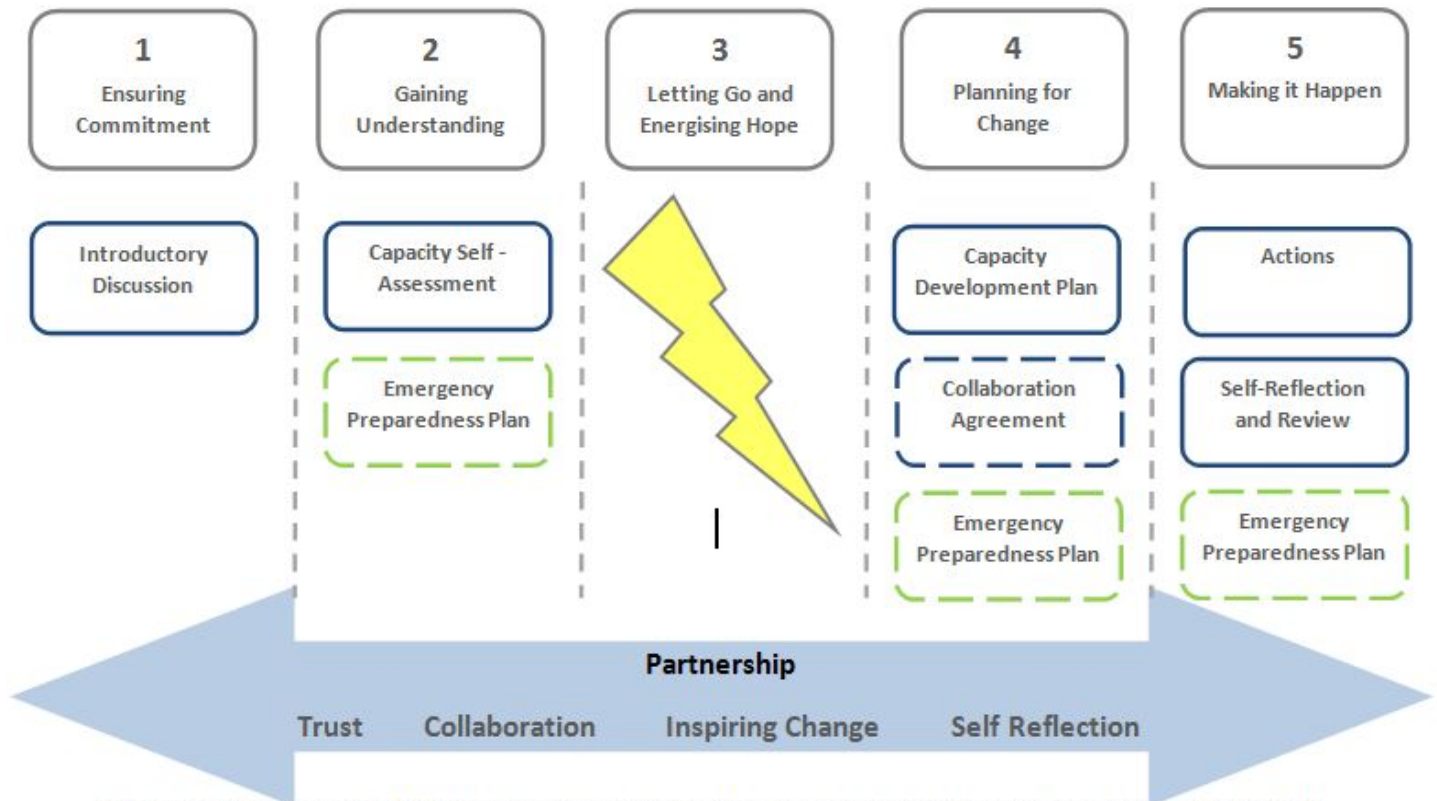 1
Ensuring
Commitment
2
Gaining
Understanding
3
Letting Go and
Energising Hope
4
Planning for
Change
5
Making it Happen
Introductory
Discussion
Capacity Self -
Assessment
Emergency
Preparedness Plan
Capacity
Development Plan
Collaboration
Agreement
Emergency
Preparedness Plan
Actions
Self-Reflection
and Review
Emergency
Preparedness Plan
Partnership
Trust Collaboration Inspiring Change Self Reflection